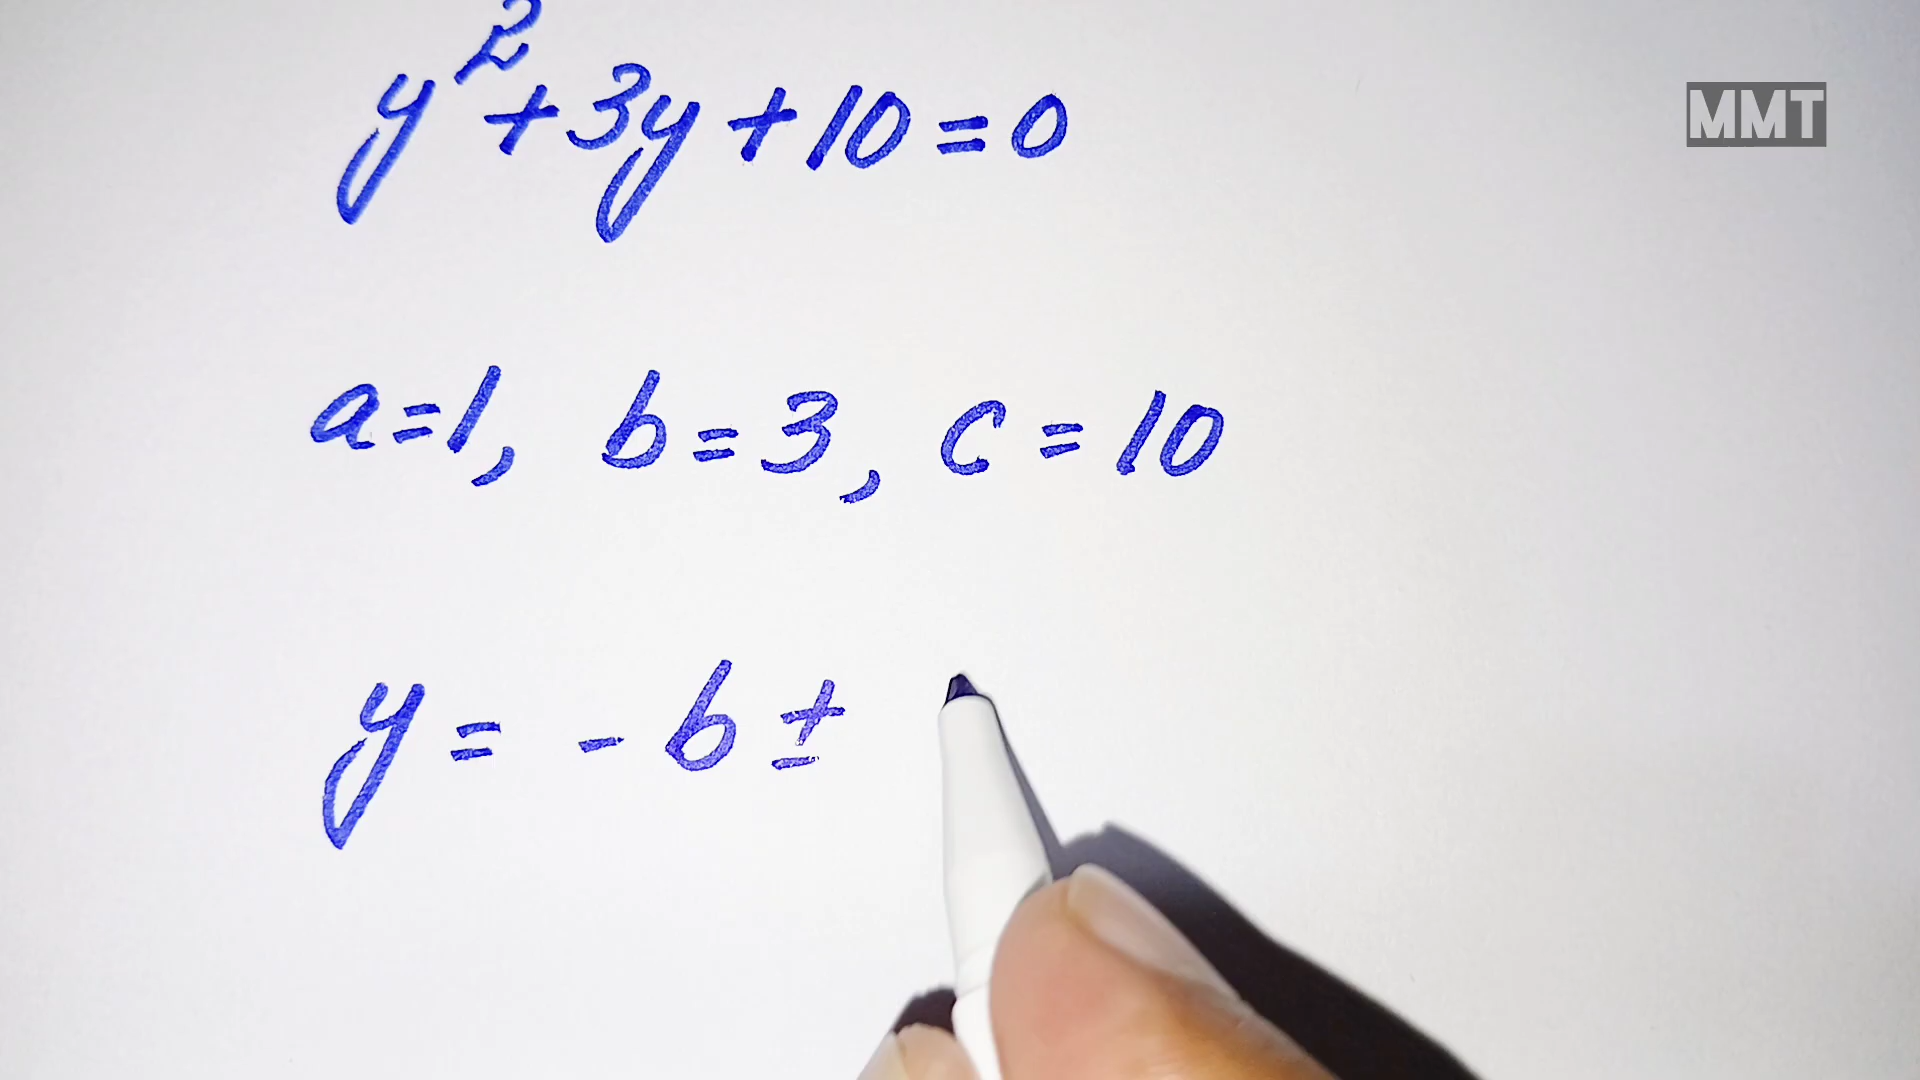 y²+3y+10=0
MMT
a=1, b=3, c=10
y = -b ±